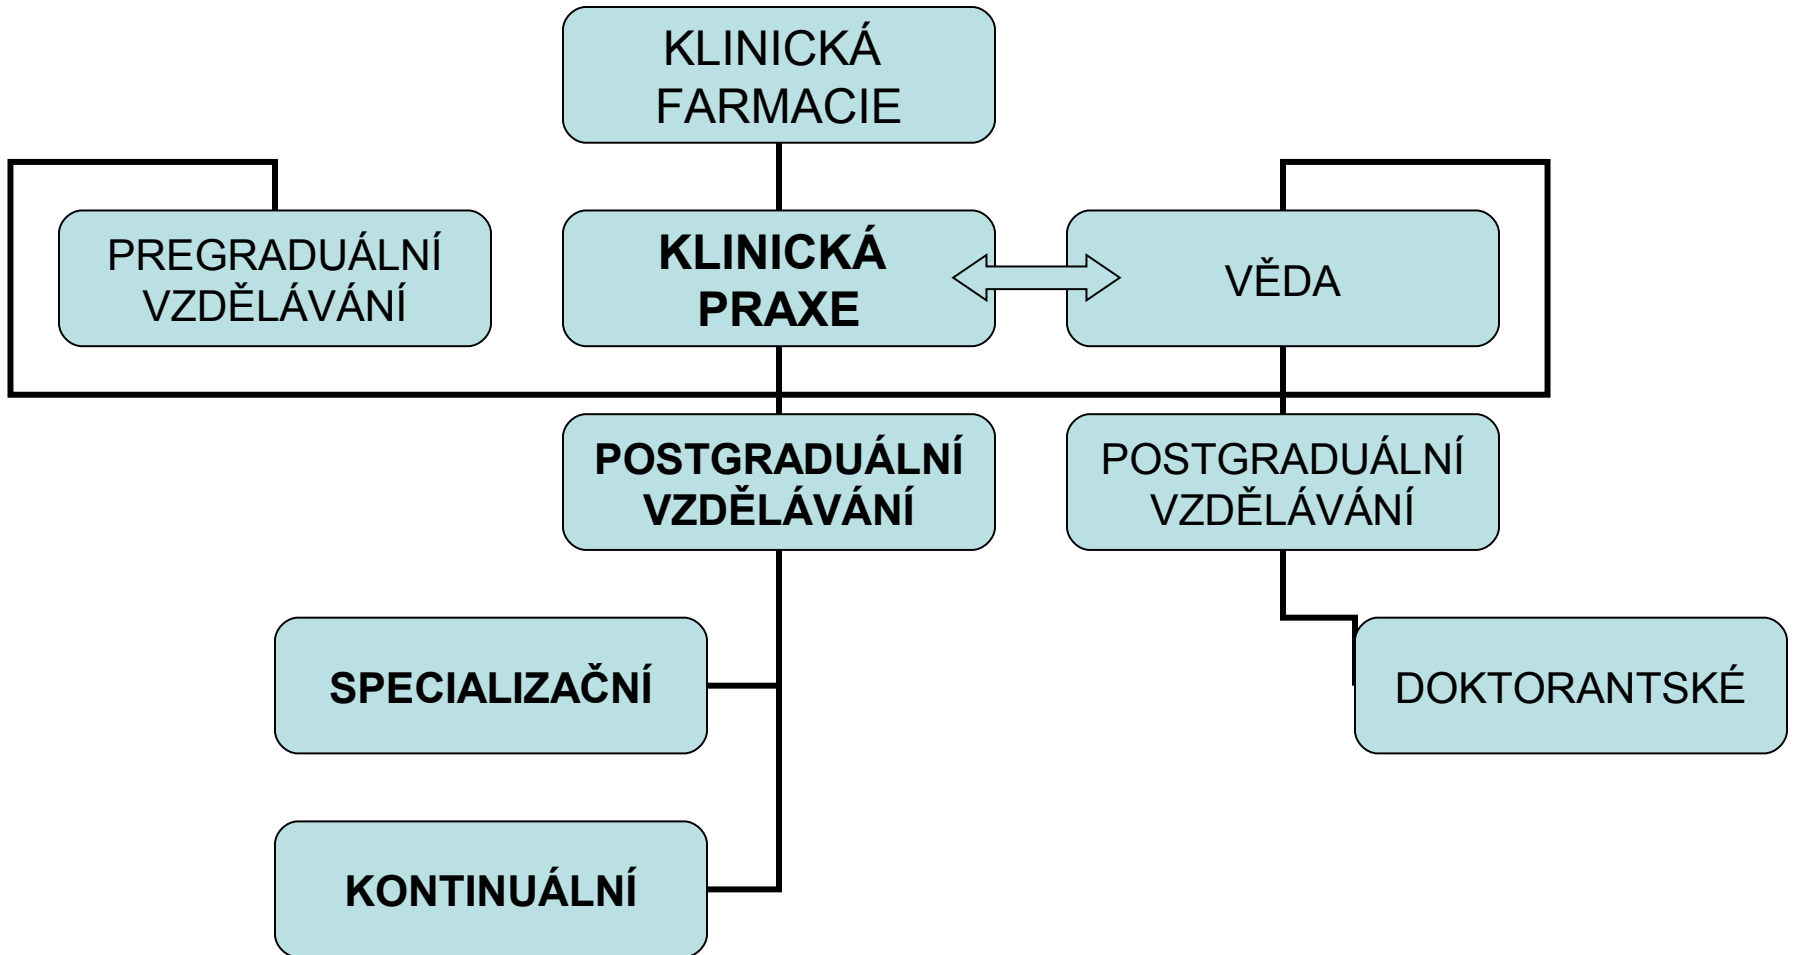 KLINICKÁ
FARMACIE
PREGRADUÁLNÍ
VZDĚLÁVÁNÍ
KLINICKÁ
PRAXE
VĚDA
POSTGRADUÁLNÍ
VZDĚLÁVÁNÍ
POSTGRADUÁLNÍ
VZDĚLÁVÁNÍ
SPECIALIZAČNÍ
DOKTORANTSKÉ
KONTINUÁLNÍ